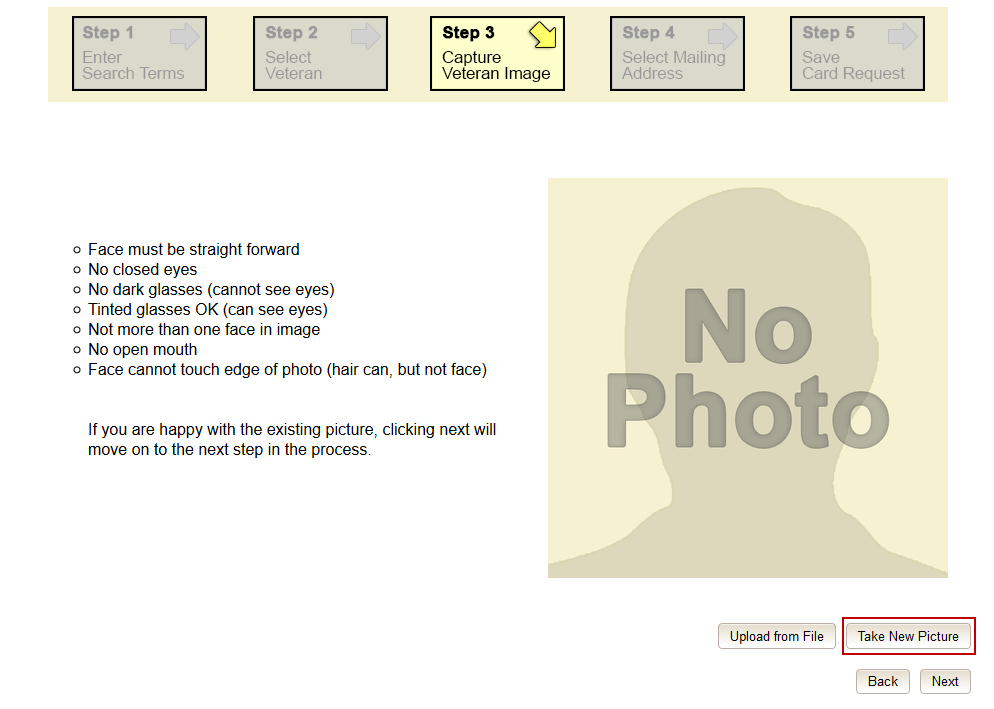 Step 1
Enter
Search Terms
Step 2
Select
Veteran
Step 3
Capture
Veteran Image
Step 4
Select Mailing
Address
Step 5
Save
Card Request
Face must be straight forward
No closed eyes
No dark glasses (cannot see eyes)
Tinted glasses OK (can see eyes)
Not more than one face in image
No open mouth
Face cannot touch edge of photo (hair can, but not face)
If you are happy with the existing picture, clicking next will
move on to the next step in the process.
No
Photo
Upload from File
Take New Picture
Back
Next